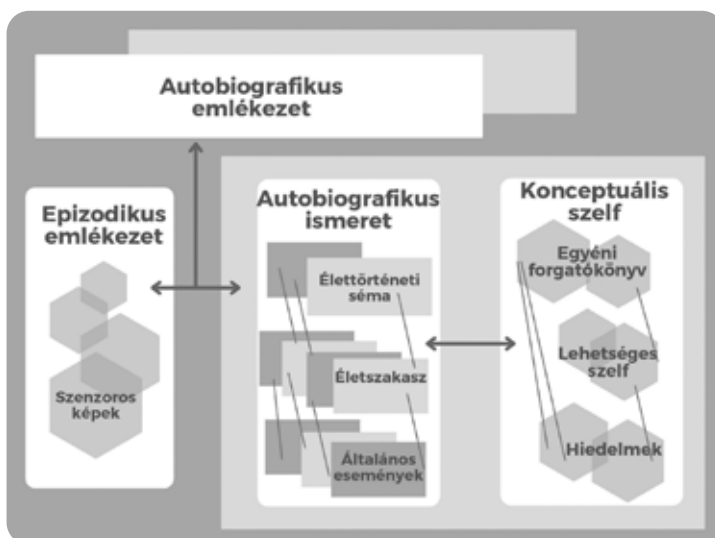 Autobiografikus
emlékezet
Epizodikus
emlékezet
Szenzoros
képek
Autobiografikus
ismeret
Élettörténeti
séma
Életszakasz
Általános
események
Konceptuális
szelf
Egyéni
forgatókönyv
Lehetséges
szelf
Hiedelmek